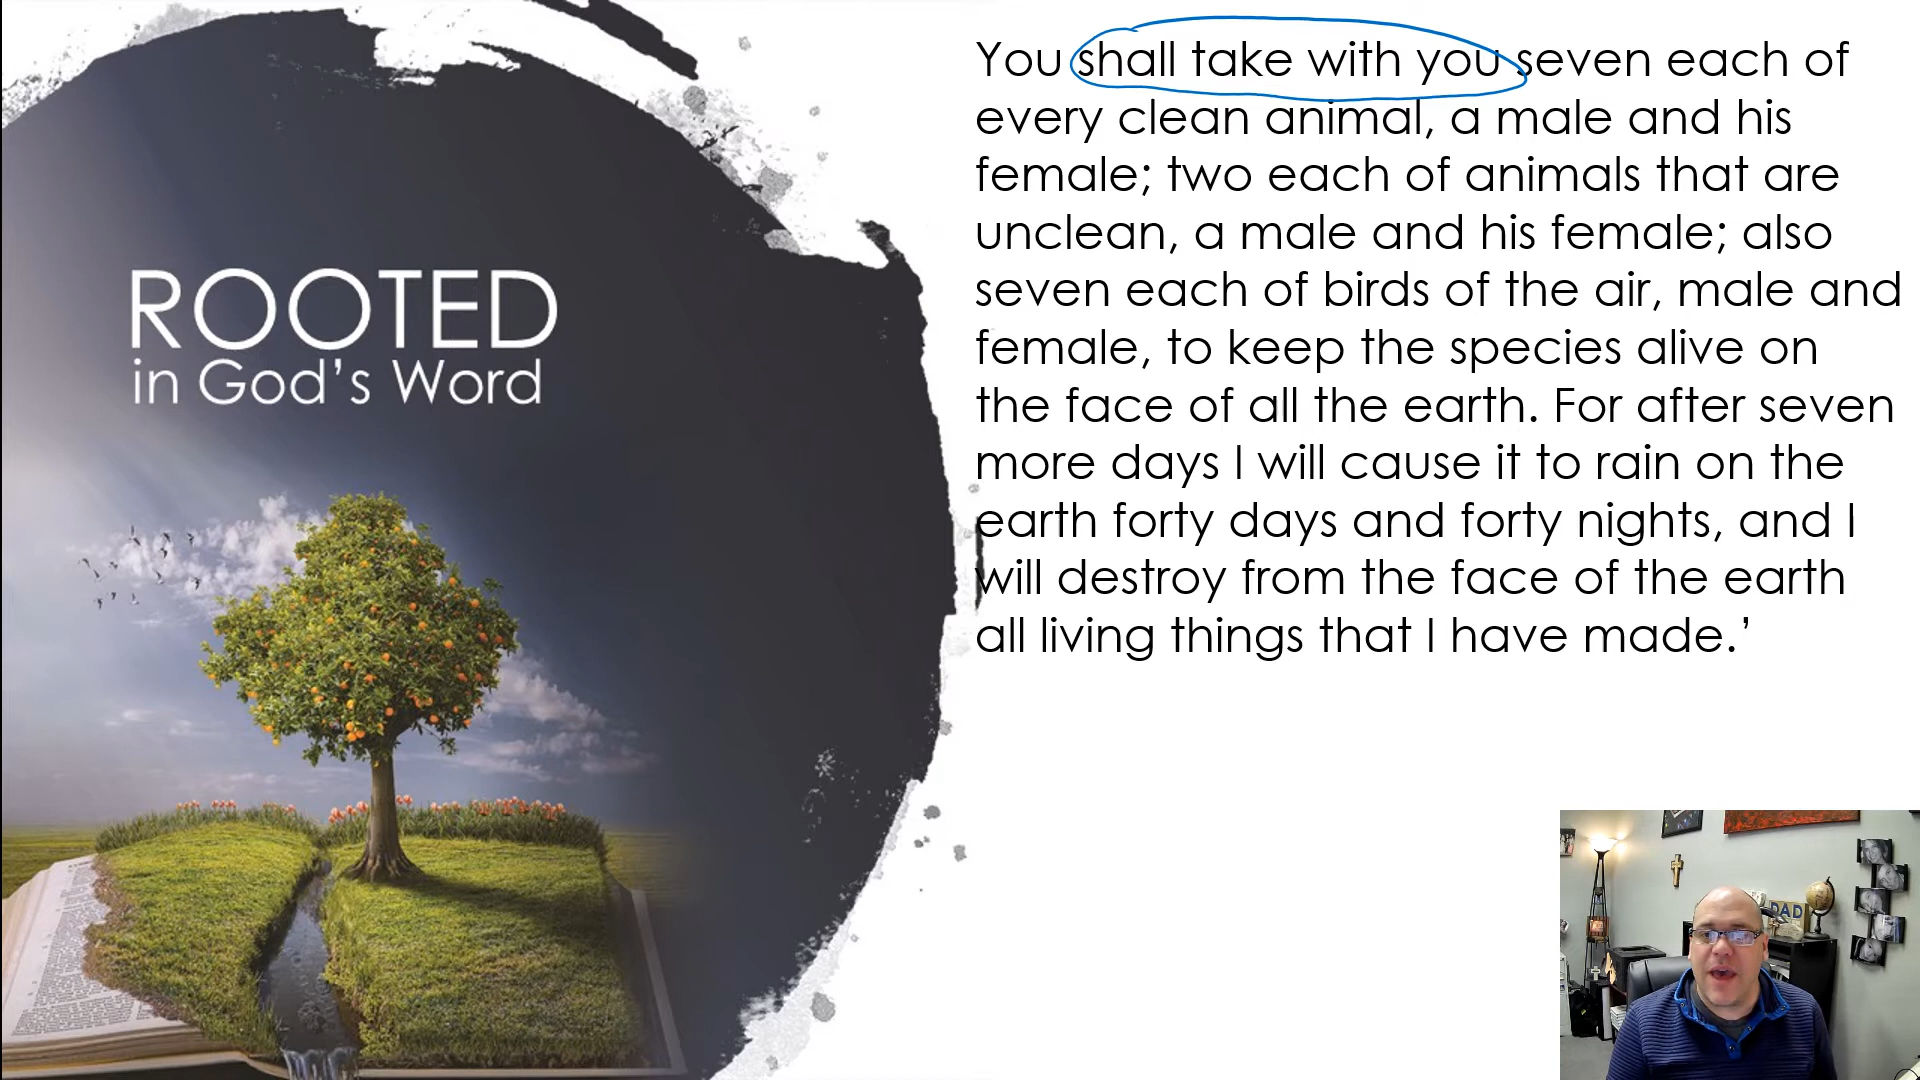 ROOTED
in God's Word
You shall take with you seven each of
every clean animal, a male and his
female; two each of animals that are
unclean, a male and his female; also
seven each of birds of the air, male and
female, to keep the species alive on
the face of all the earth. For after seven
more days I will cause it to rain on the
earth forty days and forty nights, and I
will destroy from the face of the earth
all living things that I have made.’
DAD